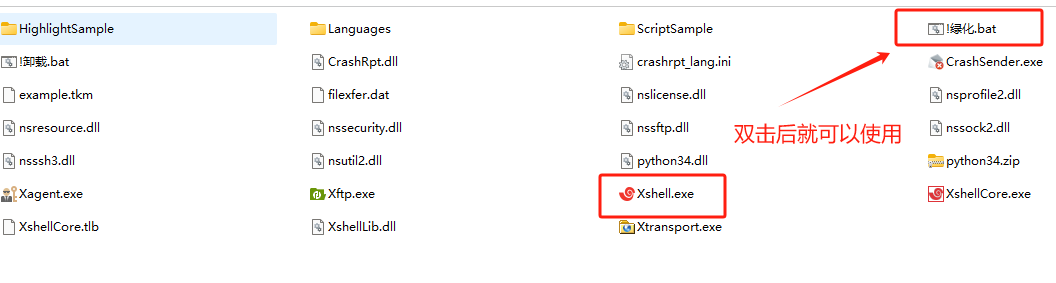 HighlightSample
Languages
ScriptSample
!绿化.bat
!卸载.bat
CrashRpt.dll
crashrpt_lang.ini
CrashSender.exe
example.tkm
filexfer.dat
nslicense.dll
nsprofile2.dll
nsresource.dll
nssecurity.dll
nssftp.dll
nssock2.dll
双击后就可以使用
nsssh3.dll
nsutil2.dll
python34.dll
python34.zip
Xagent.exe
Xftp.exe
Xshell.exe
XshellCore.exe
XshellCore.tlb
XshellLib.dll
Xtransport.exe